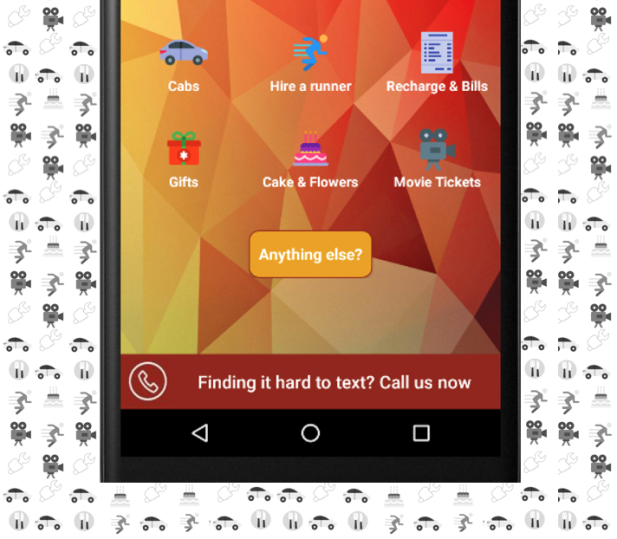 Cabs
Hire a runner
Recharge & Bills
Gifts
Cake & Flowers
Movie Tickets
Anything else?
Finding it hard to text? Call us now